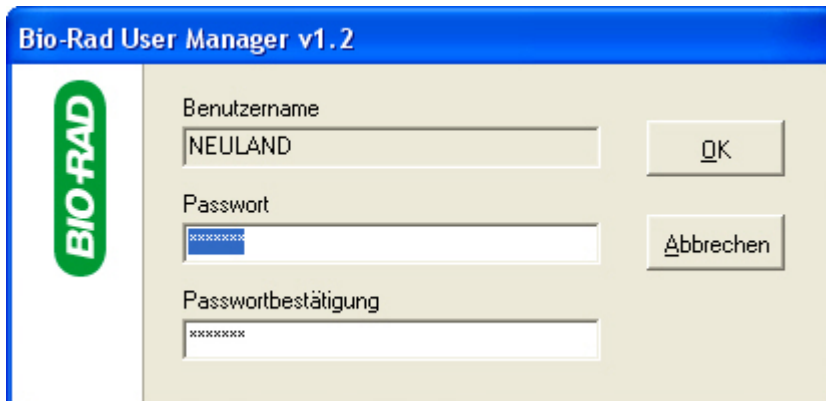 Bio-Rad User Manager v1.2
BIO-RAD
Benutzername
NEULAND
OK
Passwort
*******
Abbrechen
Passwortbestätigung
*******